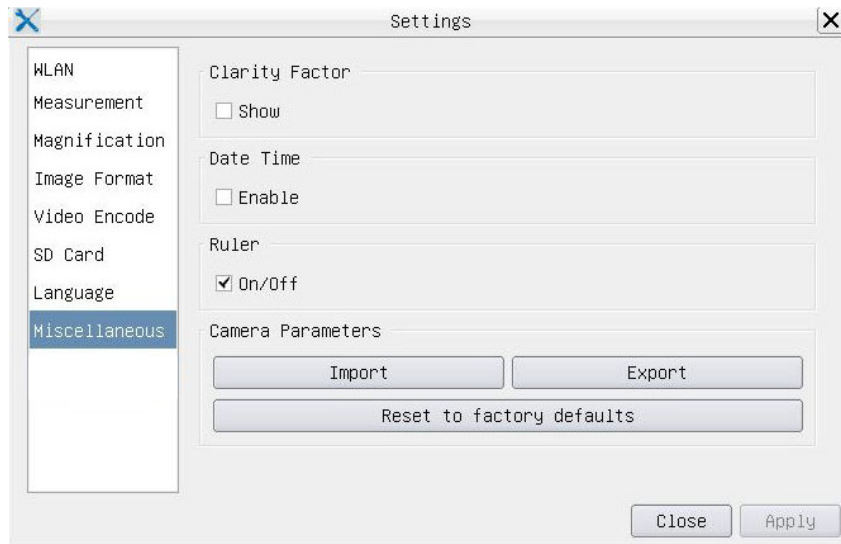 Settings
WLAN
Measurement
Magnification
Image Format
Video Encode
SD Card
Language
Miscellaneous
Clarity Factor
Show
Date Time
Enable
Ruler
On/Off
Camera Parameters
Import Export
Reset to factory defaults
Close Apply